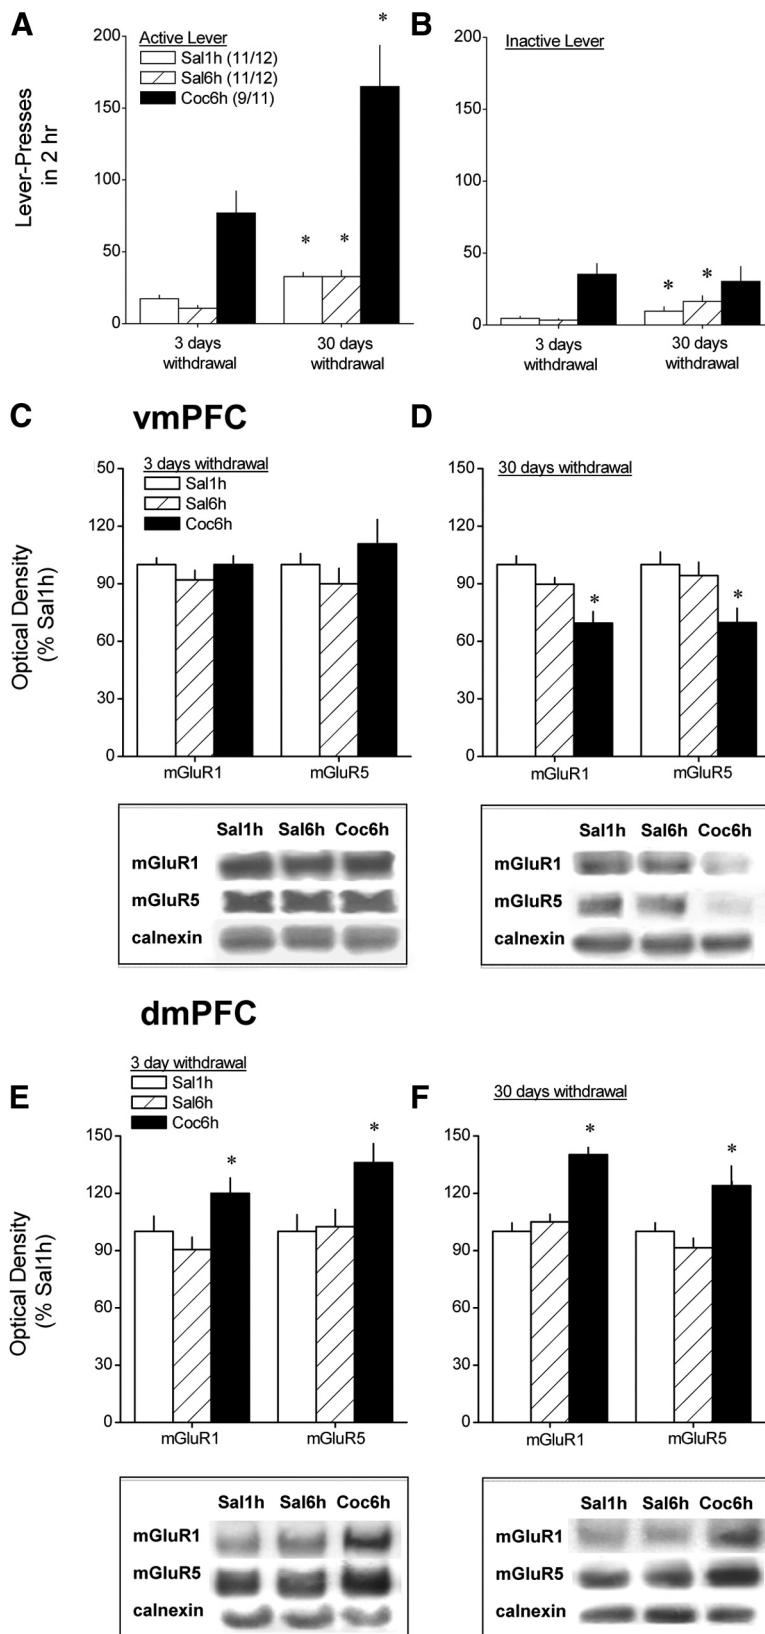 A
Active Lever
Sal1h (11/12)
Sal6h (11/12)
Coc6h (9/11)
Lever-Presses
in 2 hr
200
150
100
50
0
*
*
*
3 days
withdrawal
30 days
withdrawal
B
Inactive Lever
200
150
100
50
0
*
*
3 days
withdrawal
30 days
withdrawal
vmPFC
C
3 days withdrawal
Sal1h
Sal6h
Coc6h
Optical Density
(% Sal1h)
50
120
90
60
30
0
mGluR1
mGluR5
D
30 days withdrawal
150
120
90
60
30
0
*
*
mGluR1
mGluR5
Sal1h Sal6h Coc6h
mGluR1
mGluR5
calnexin
Sal1h Sal6h Coc6h
mGluR1
mGluR5
calnexin
dmPFC
E
3 day withdrawal
Sal1h
Sal6h
Coc6h
Optical Density
(% Sal1h)
150
120
90
60
30
0
*
*
mGluR1
mGluR5
F
30 days withdrawal
150
120
90
60
30
0
*
*
mGluR1
mGluR5
Sal1h Sal6h Coc6h
mGluR1
mGluR5
calnexin
Sal1h Sal6h Coc6h
mGluR1
mGluR5
calnexin